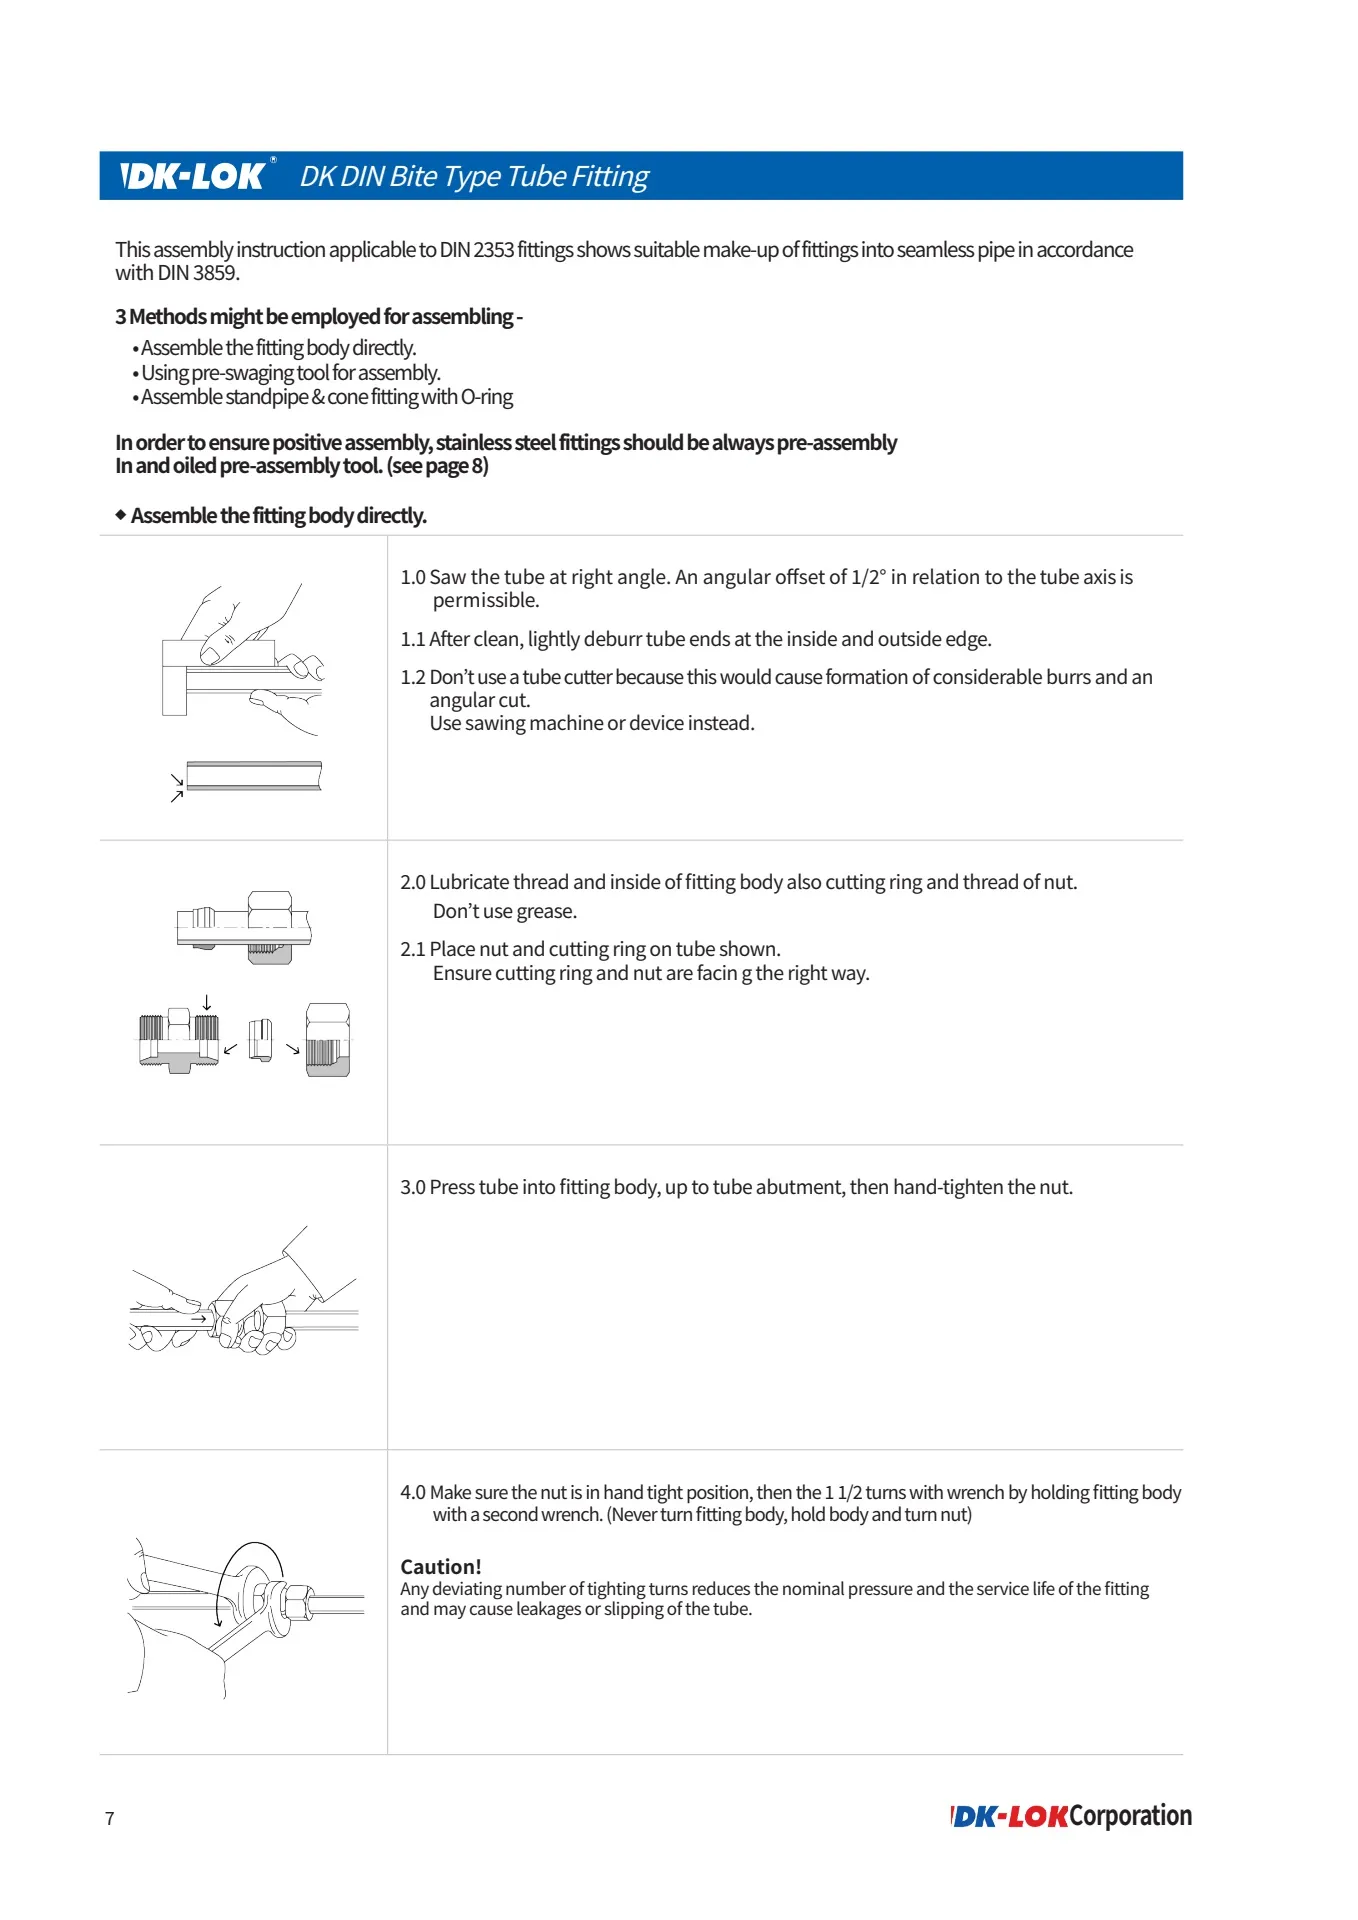 DK-LOK® DK DIN Bite Type Tube Fitting
This assembly instruction applicable to DIN 2353 fittings shows suitable make-up of fittings into seamless pipe in accordance
with DIN 3859.
3 Methods might be employed for assembling -
• Assemble the fitting body directly.
• Using pre-swaging tool for assembly.
• Assemble standpipe & cone fitting with O-ring
In order to ensure positive assembly, stainless steel fittings should be always pre-assembly
In and oiled pre-assembly tool. (see page 8)
◆ Assemble the fitting body directly.
1.0 Saw the tube at right angle. An angular offset of 1/2° in relation to the tube axis is
permissible.
1.1 After clean, lightly deburr tube ends at the inside and outside edge.
1.2 Don’t use a tube cutter because this would cause formation of considerable burrs and an
angular cut.
Use sawing machine or device instead.
2.0 Lubricate thread and inside of fitting body also cutting ring and thread of nut.
Don’t use grease.
2.1 Place nut and cutting ring on tube shown.
Ensure cutting ring and nut are facin g the right way.
3.0 Press tube into fitting body, up to tube abutment, then hand-tighten the nut.
4.0 Make sure the nut is in hand tight position, then the 1 1/2 turns with wrench by holding fitting body
with a second wrench. (Never turn fitting body, hold body and turn nut)
Caution!
Any deviating number of tighting turns reduces the nominal pressure and the service life of the fitting
and may cause leakages or slipping of the tube.
7
DK-LOK Corporation